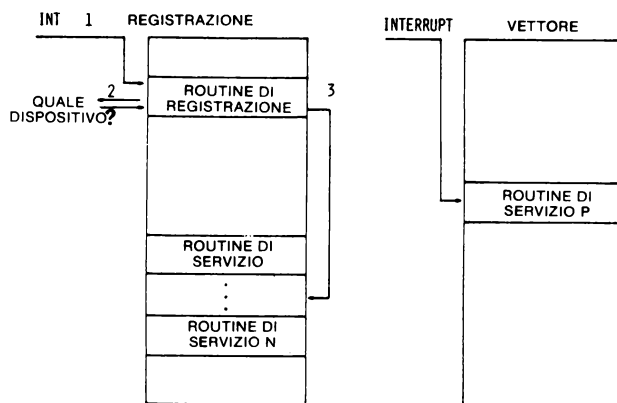 INT 1 REGISTRAZIONE
ROUTINE DI
REGISTRAZIONE
2
QUALE
DISPOSITIVO?
3
ROUTINE DI
SERVIZIO
ROUTINE DI
SERVIZIO N
INTERRUPT VETTORE
ROUTINE DI
SERVIZIO P